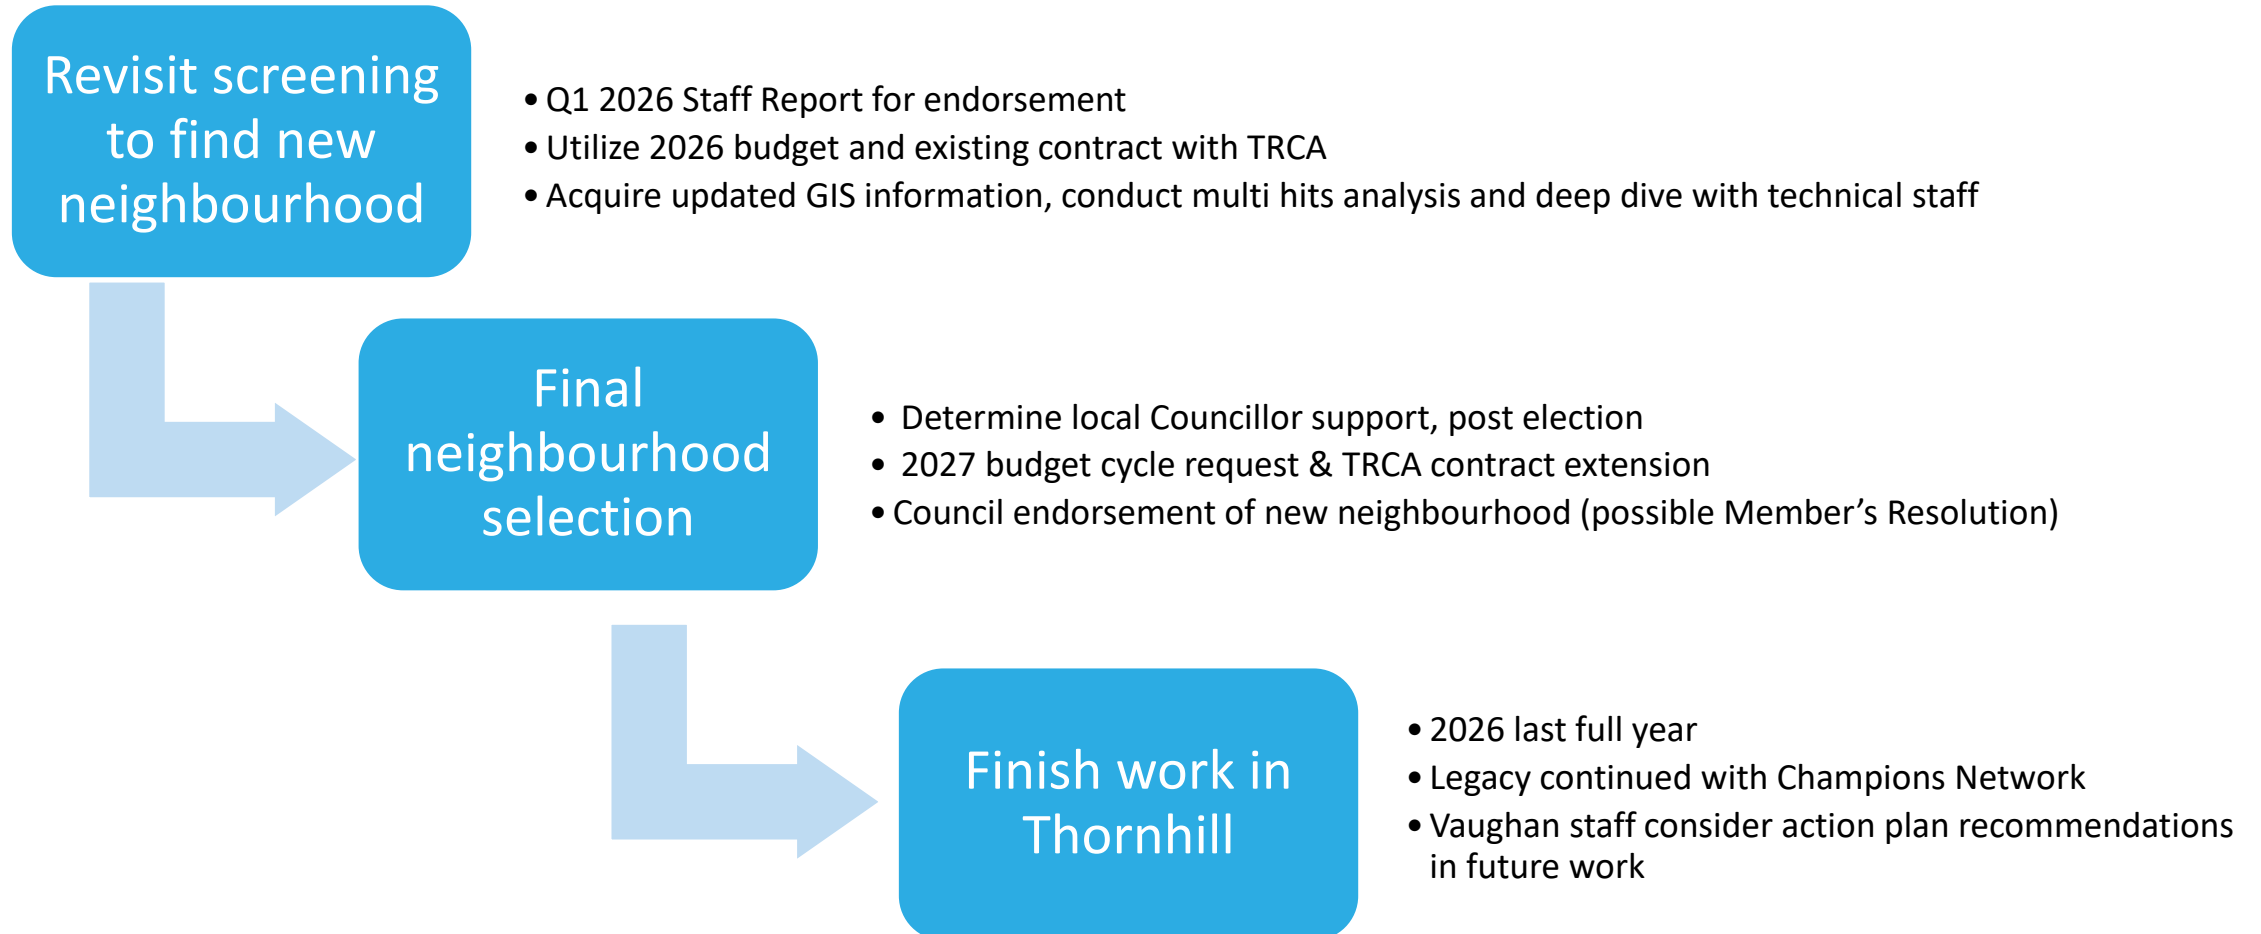 Revisit screening
to find new
neighbourhood
• Q1 2026 Staff Report for endorsement
• Utilize 2026 budget and existing contract with TRCA
• Acquire updated GIS information, conduct multi hits analysis and deep dive with technical staff
Final
neighbourhood
selection
• Determine local Councillor support, post election
• 2027 budget cycle request & TRCA contract extension
• Council endorsement of new neighbourhood (possible Member’s Resolution)
Finish work in
Thornhill
• 2026 last full year
• Legacy continued with Champions Network
• Vaughan staff consider action plan recommendations
in future work